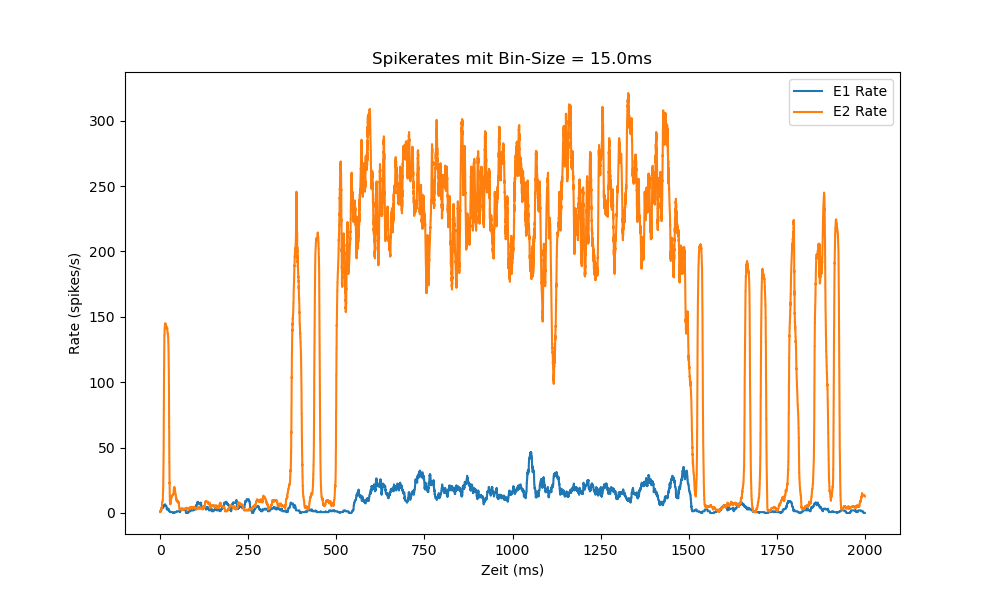 Spikerates mit Bin-Size = 15.0ms
E1 Rate
E2 Rate
Rate (spikes/s)
300
250
200
150
100
50
0
0 250 500 750 1000 1250 1500 1750 2000
Zeit (ms)